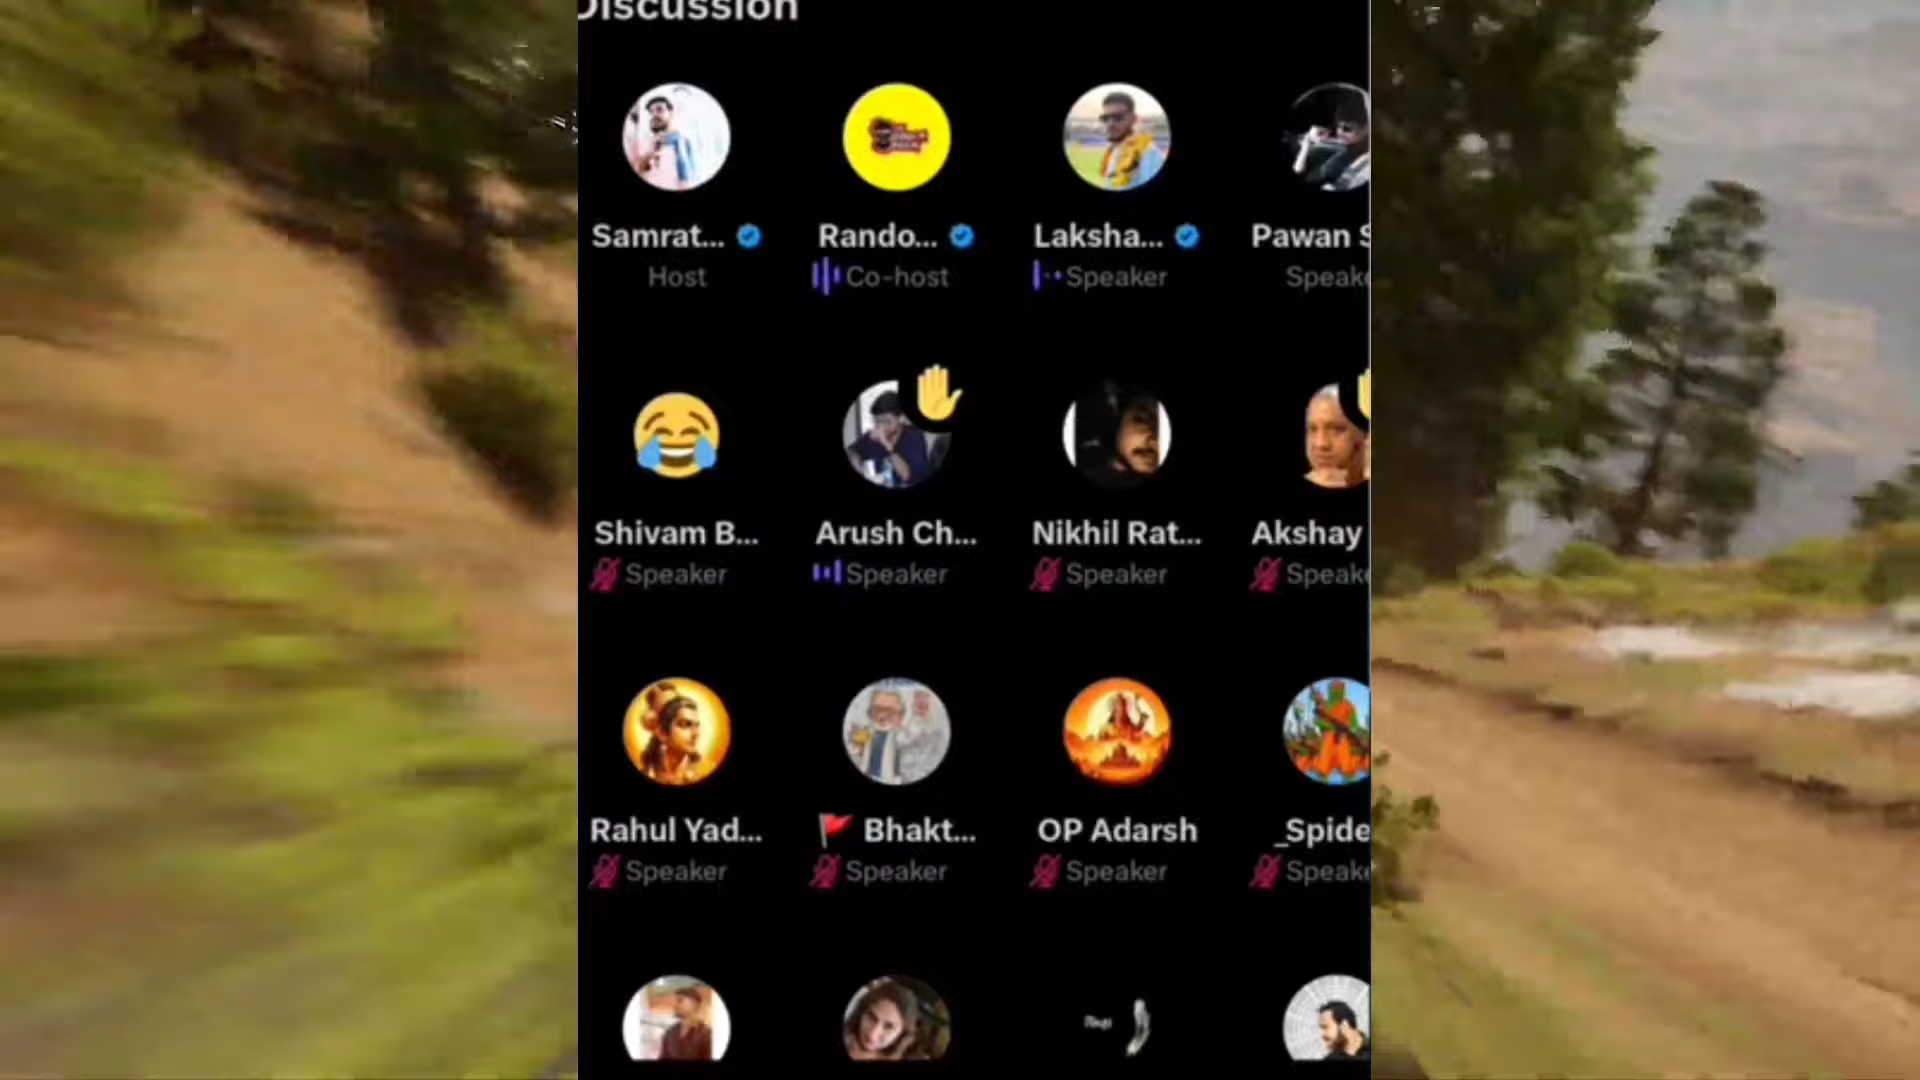 Discussion
Samrat... Rando... Laksha... Pawan S
Host Co-host Speaker Speake
Shivam B... Arush Ch... Nikhil Rat... Akshay
Speaker Speaker Speaker Speake
Rahul Yad... 🚩 Bhakt... OP Adarsh _Spide
Speaker Speaker Speaker Speake